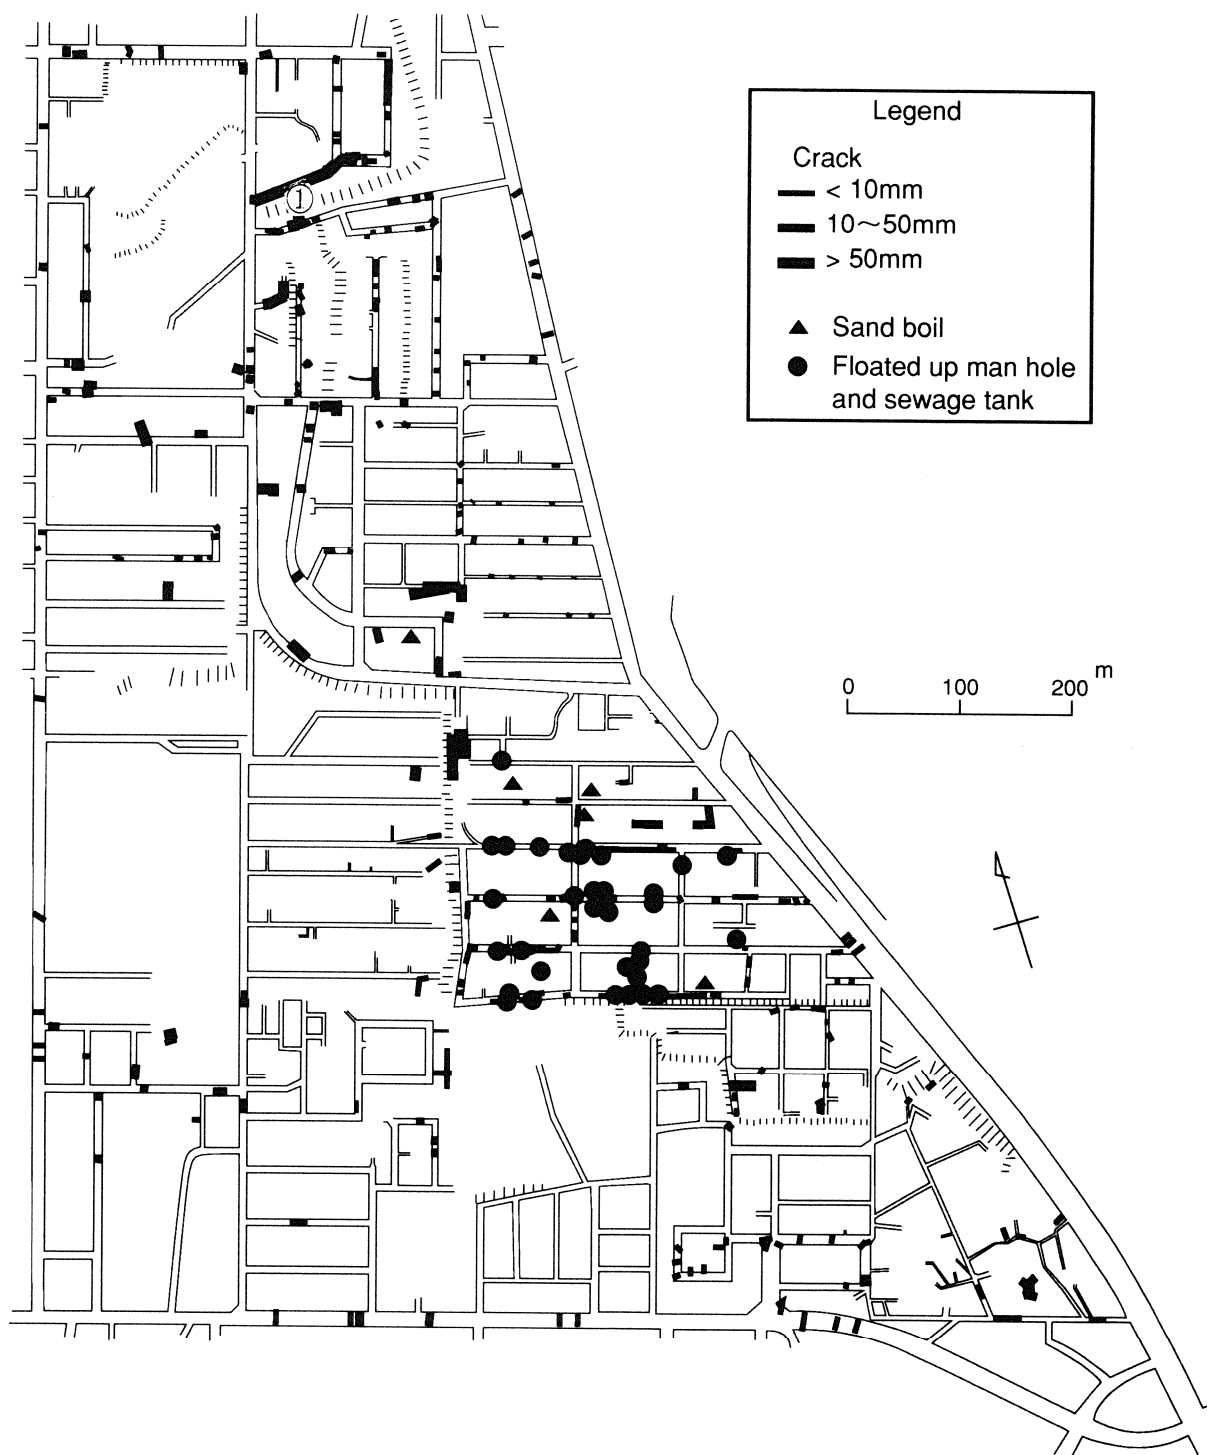 Legend
Crack
< 10mm
10～50mm
> 50mm
Sand boil
Floated up man hole
and sewage tank
1
0 100 200 m